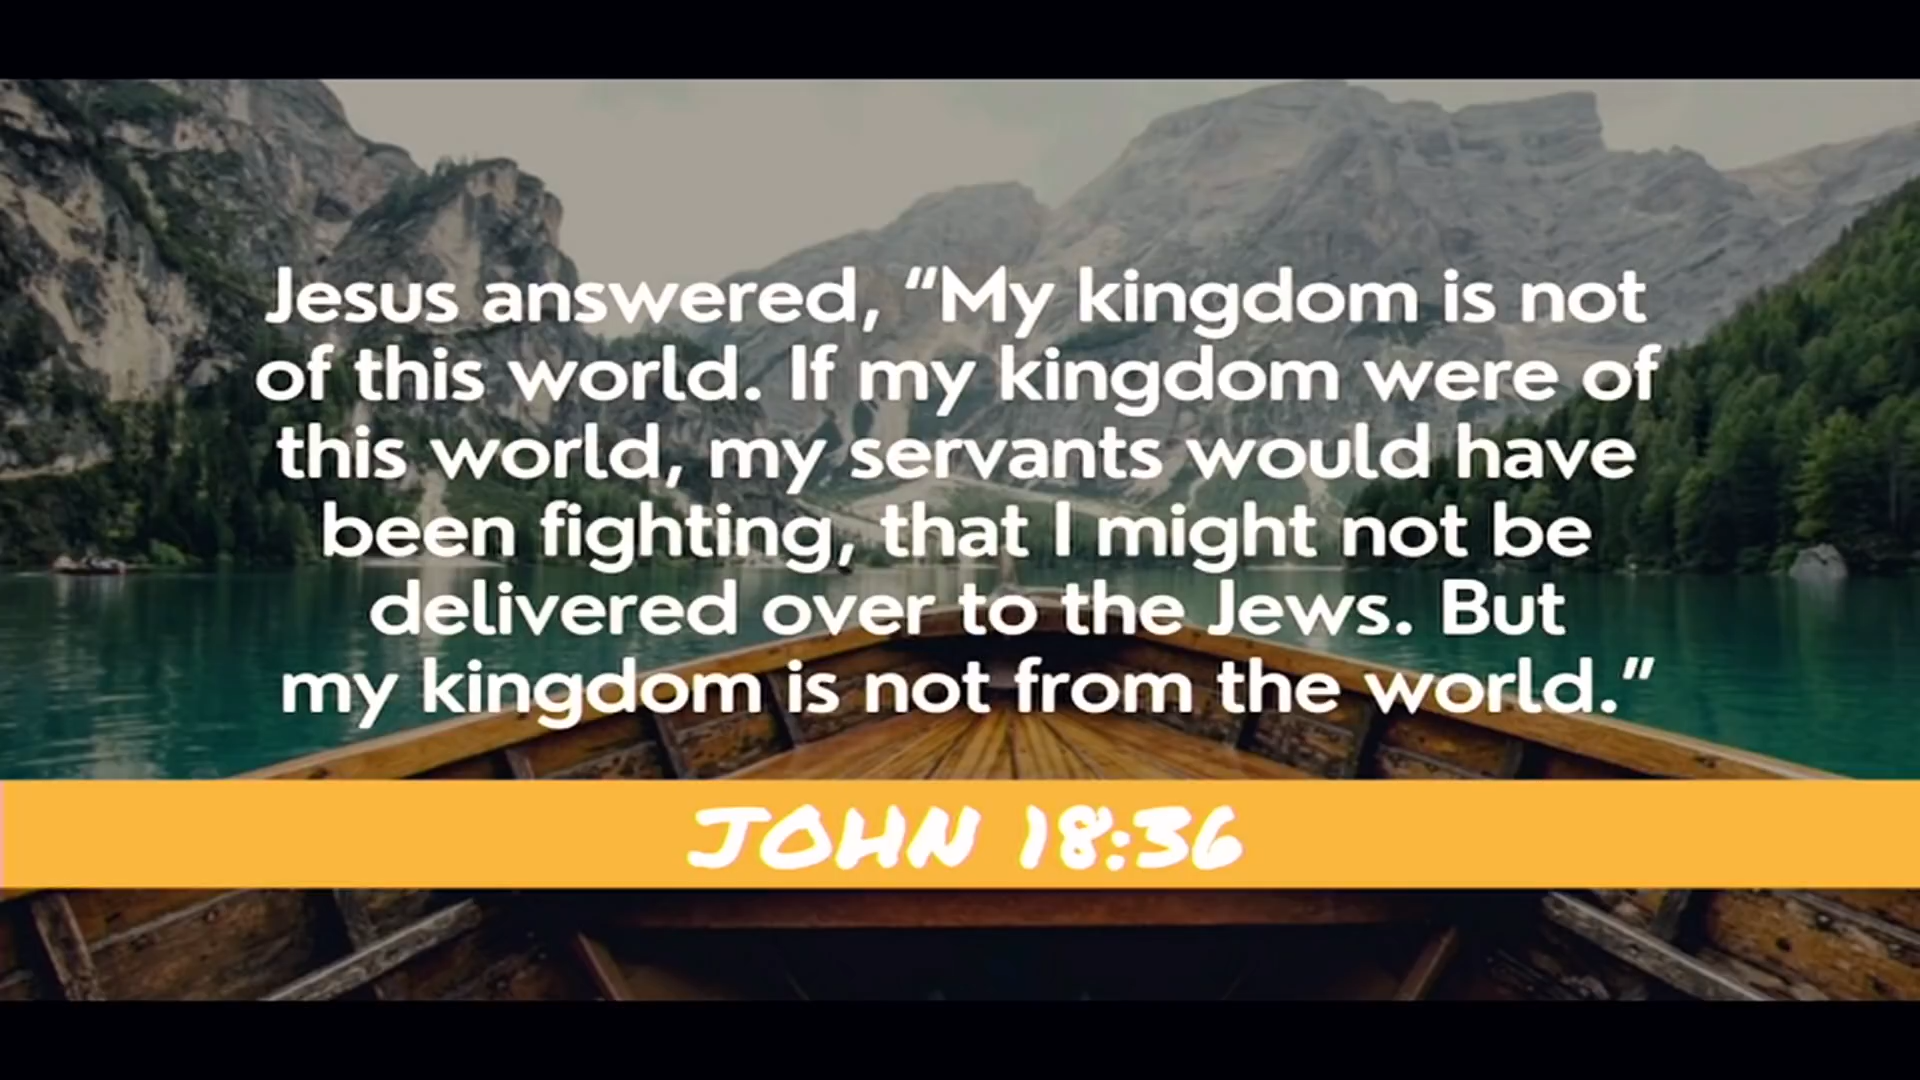 Jesus answered, “My kingdom is not
of this world. If my kingdom were of
this world, my servants would have
been fighting, that I might not be
delivered over to the Jews. But
my kingdom is not from the world.”
JOHN 18:36